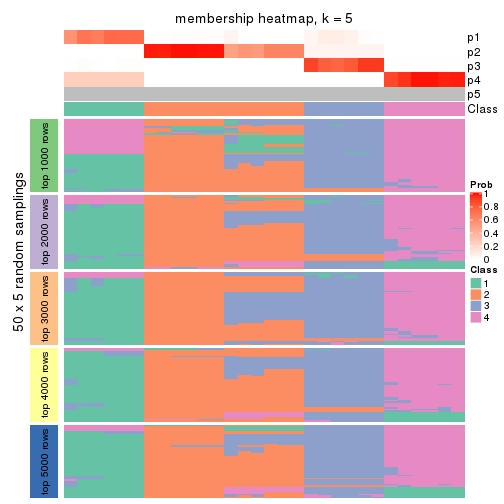 membership heatmap, k = 5
p1
p2
p3
p4
p5
Class
50 x 5 random samplings
top 1000 rows
top 2000 rows
top 3000 rows
top 4000 rows
top 5000 rows
Prob
1
0.8
0.6
0.4
0.2
0
Class
1
2
3
4